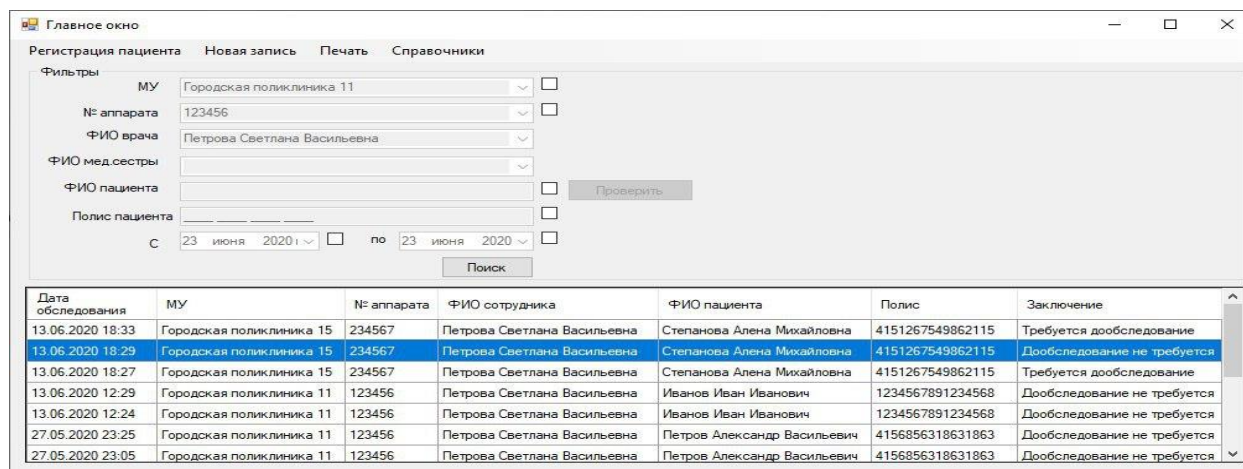 Главное окно
Регистрация пациента Новая запись Печать Справочники
Фильтры
МУ Городская поликлиника 11
№ аппарата 123456
ФИО врача Петрова Светлана Васильевна
ФИО мед.сестры
ФИО пациента Проверить
Полис пациента ____ ____ ____ ____
С 23 июня 2020 г по 23 июня 2020
Поиск
Дата обследования МУ № аппарата ФИО сотрудника ФИО пациента Полис Заключение
13.06.2020 18:33 Городская поликлиника 15 234567 Петрова Светлана Васильевна Степанова Алена Михайловна 4151267549862115 Требуется дообследование
13.06.2020 18:29 Городская поликлиника 15 234567 Петрова Светлана Васильевна Степанова Алена Михайловна 4151267549862115 Дообследование не требуется
13.06.2020 18:27 Городская поликлиника 15 234567 Петрова Светлана Васильевна Степанова Алена Михайловна 4151267549862115 Требуется дообследование
13.06.2020 12:29 Городская поликлиника 11 123456 Петрова Светлана Васильевна Иванов Иван Иванович 1234567891234568 Дообследование не требуется
13.06.2020 12:24 Городская поликлиника 11 123456 Петрова Светлана Васильевна Иванов Иван Иванович 1234567891234568 Дообследование не требуется
27.05.2020 23:25 Городская поликлиника 11 123456 Петрова Светлана Васильевна Петров Александр Васильевич 4156856318631863 Дообследование не требуется
27.05.2020 23:05 Городская поликлиника 11 123456 Петрова Светлана Васильевна Петров Александр Васильевич 4156856318631863 Дообследование не требуется